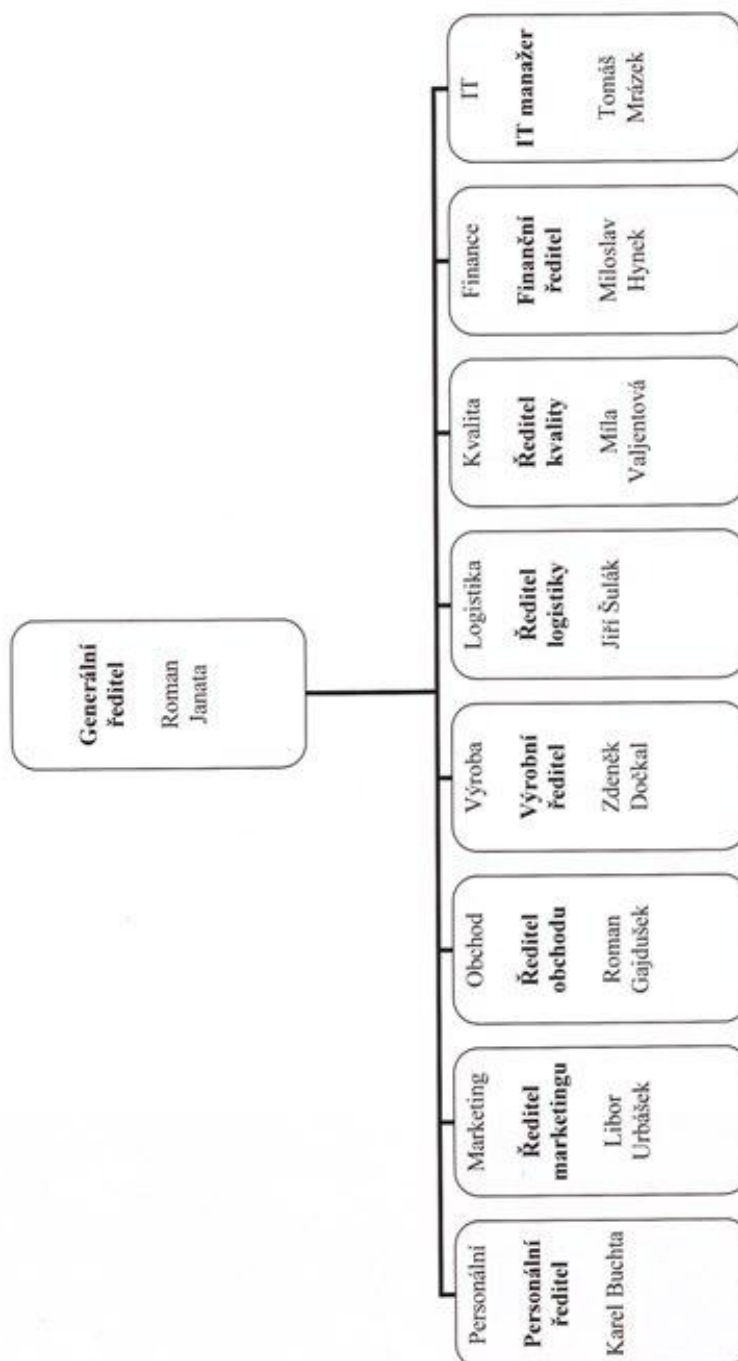 Generální
ředitel
Roman
Janata
Personální
Personální
ředitel
Karel Buchta
Marketing
Ředitel
marketingu
Libor
Urbášek
Obchod
Ředitel
obchodu
Roman
Gajdušek
Výroba
Výrobní
ředitel
Zdeněk
Dočkal
Logistika
Ředitel
logistiky
Jiří Šulák
Kvalita
Ředitel
kvality
Míla
Valjentová
Finance
Finanční
ředitel
Miloslav
Hynek
IT
IT manažer
Tomáš
Mrázek